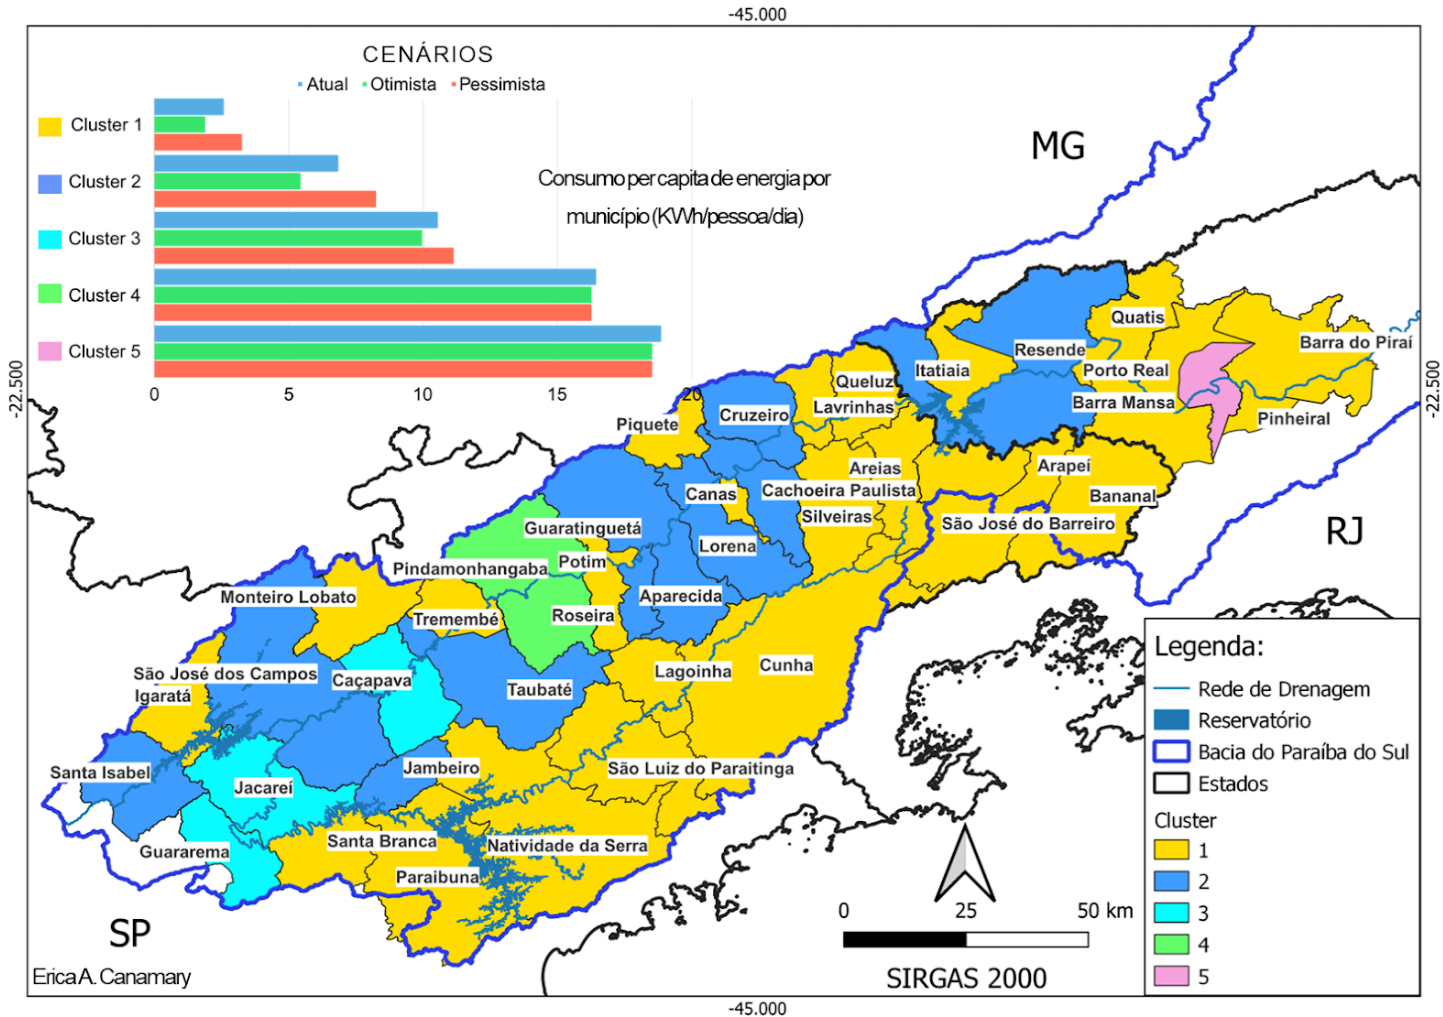 -45.000
CENÁRIOS
Atual Otimista Pessimista
Cluster 1
Cluster 2
Cluster 3
Cluster 4
Cluster 5
0 5 10 15 20
Consumo per capita de energia por
município (KWh/pessoa/dia)
MG
-22.500
-22.500
Quatis
Barra do Piraí
Resende
Itatiaia
Porto Real
Queluz
Barra Mansa
Lavrinhas
Cruzeiro
Pinheiral
Piquete
Areias
Arapeí
Canas
Cachoeira Paulista
Bananal
Silveiras
São José do Barreiro
Guaratinguetá
RJ
Lorena
Potim
Pindamonhangaba
Monteiro Lobato
Aparecida
Roseira
Tremembé
Cunha
Lagoinha
São José dos Campos
Caçapava
Taubaté
Igaratá
Jambeiro
São Luiz do Paraitinga
Santa Isabel
Jacareí
Santa Branca
Natividade da Serra
Guararema
Paraibuna
SP
Erica A. Canamary
Legenda:
Rede de Drenagem
Reservatório
Bacia do Paraíba do Sul
Estados
Cluster
1
2
3
4
5
0 25 50 km
SIRGAS 2000
-45.000